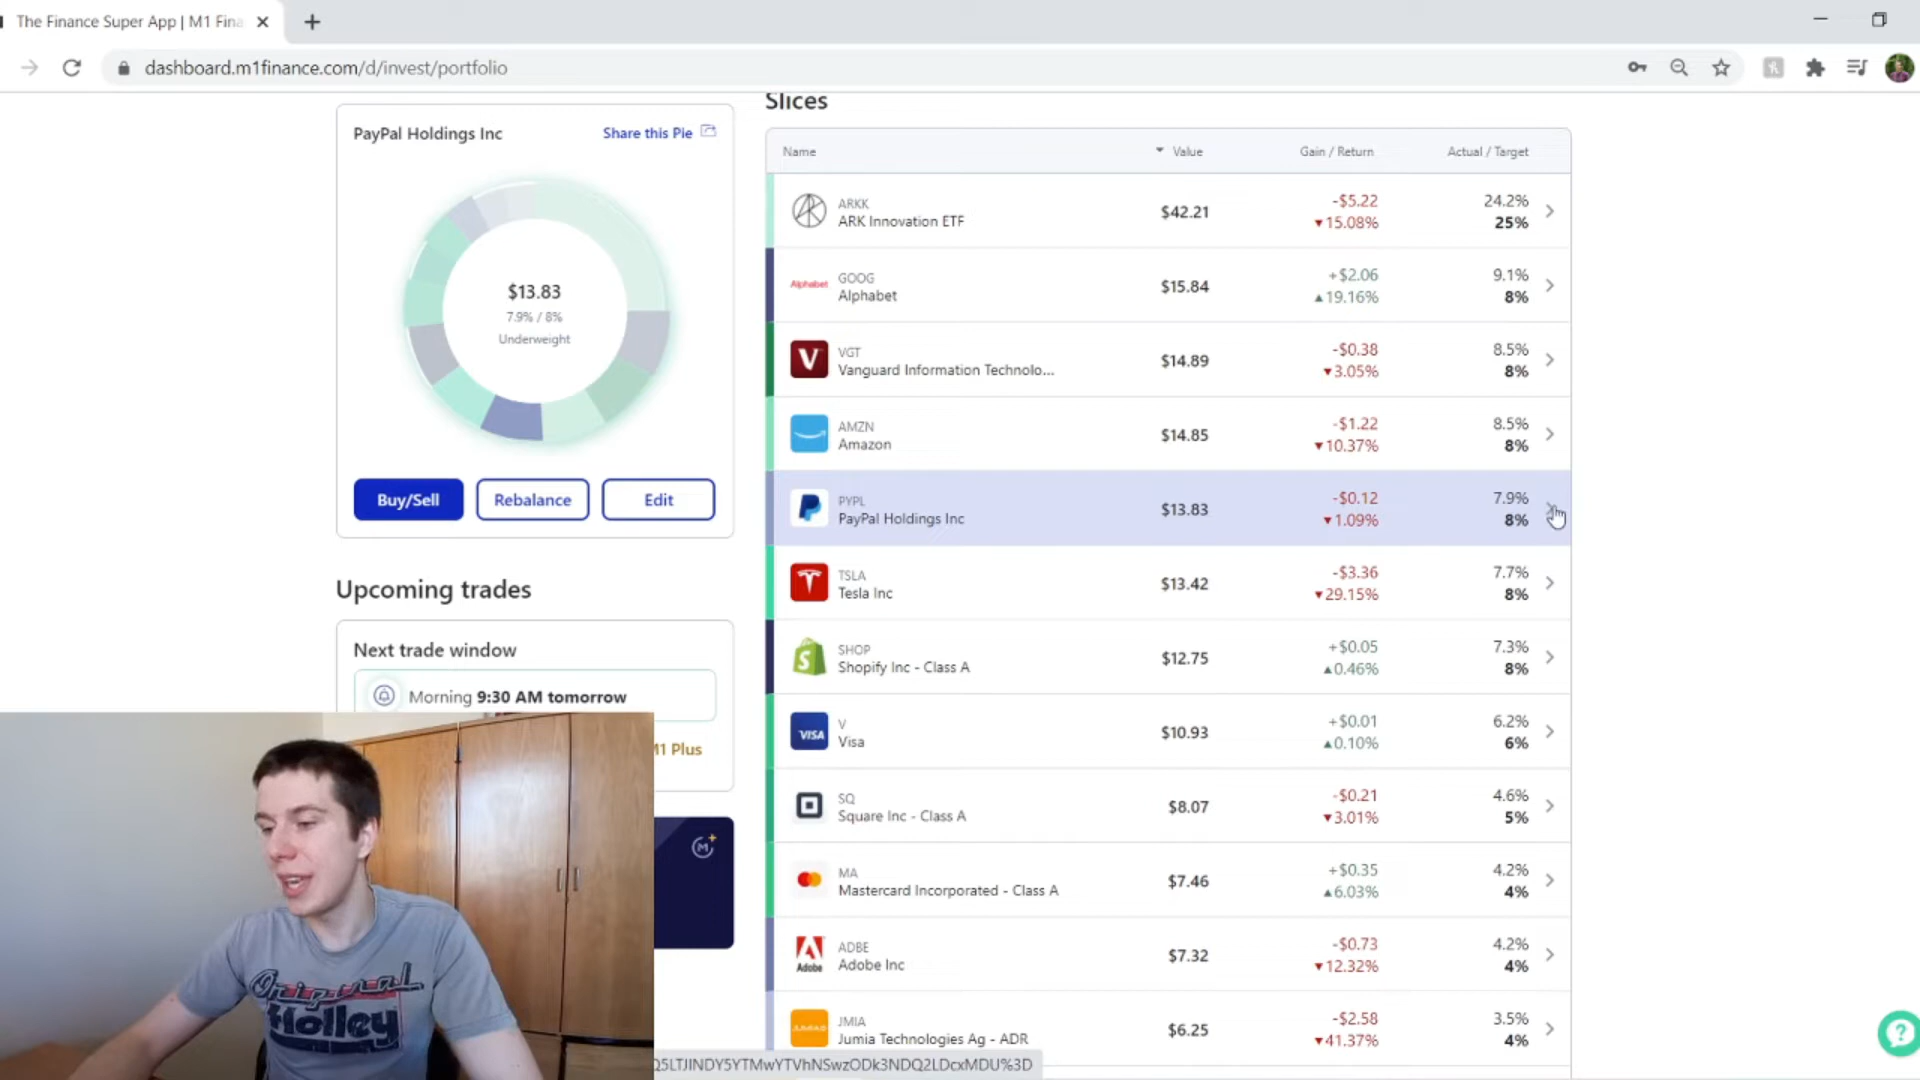 The Finance Super App | M1 Fina
dashboard.m1finance.com/d/invest/portfolio
PayPal Holdings Inc
Share this Pie
$13.83
7.9% / 8%
Underweight
Buy/Sell
Rebalance
Edit
Upcoming trades
Next trade window
Morning 9:30 AM tomorrow
M1 Plus
Slices
Name Value Gain / Return Actual / Target
ARKK
ARK Innovation ETF
$42.21
-$5.22
▼15.08%
24.2%
25%
Alphabet
GOOG
Alphabet
$15.84
+$2.06
▲19.16%
9.1%
8%
V
VGT
Vanguard Information Technolo...
$14.89
-$0.38
▼3.05%
8.5%
8%
AMZN
Amazon
$14.85
-$1.22
▼10.37%
8.5%
8%
PYPL
PayPal Holdings Inc
$13.83
-$0.12
▼1.09%
7.9%
8%
TSLA
Tesla Inc
$13.42
-$3.36
▼29.15%
7.7%
8%
SHOP
Shopify Inc - Class A
$12.75
+$0.05
▲0.46%
7.3%
8%
VISA
V
Visa
$10.93
+$0.01
▲0.10%
6.2%
6%
SQ
Square Inc - Class A
$8.07
-$0.21
▼3.01%
4.6%
5%
MA
Mastercard Incorporated - Class A
$7.46
+$0.35
▲6.03%
4.2%
4%
Adobe
ADBE
Adobe Inc
$7.32
-$0.73
▼12.32%
4.2%
4%
JUMIA
JMIA
Jumia Technologies Ag - ADR
$6.25
-$2.58
▼41.37%
3.5%
4%
Original
Holley